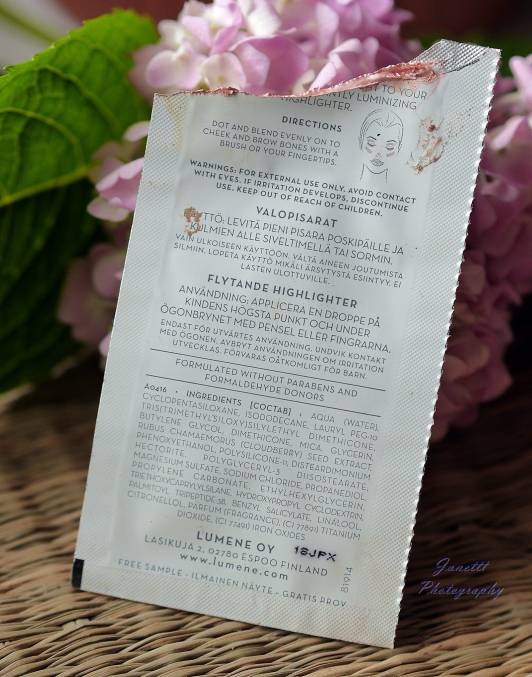 TO YOUR
LUMINIZING
HIGHLIGHTER.
DIRECTIONS
DOT AND BLEND EVENLY ON TO
CHEEK AND BROW BONES WITH A
BRUSH OR YOUR FINGERTIPS.
WARNINGS: FOR EXTERNAL USE ONLY. AVOID CONTACT
WITH EYES. IF IRRITATION DEVELOPS, DISCONTINUE
USE. KEEP OUT OF REACH OF CHILDREN.
VALOPISARAT
LEVITÄ PIENI PISARA POSKIPÄILLE JA
KULMIEN ALLE SIVELTIMELLÄ TAI SORMIN.
VAIN ULKOISEEN KÄYTTÖÖN. VÄLTÄ AINEEN JOUTUMISTA
SILMIIN. LOPETA KÄYTTÖ MIKÄLI ÄRSYTYSTÄ ESIINTYY. EI
LASTEN ULOTTUVILLE.
FLYTANDE HIGHLIGHTER
ANVÄNDNING: APPLICERA EN DROPPE PÅ
KINDENS HÖGSTA PUNKT OCH UNDER
ÖGONBRYNET MED PENSEL ELLER FINGRARNA.
ENDAST FÖR UTVÄRTES ANVÄNDNING. UNDVIK KONTAKT
MED ÖGONEN. AVBRYT ANVÄNDNINGEN OM IRRITATION
UTVECKLAS. FÖRVARAS OÅTKOMLIGT FÖR BARN.
FORMULATED WITHOUT PARABENS AND
FORMALDEHYDE DONORS
A0416 • INGREDIENTS [COCTAB] : AQUA (WATER),
CYCLOPENTASILOXANE, ISODODECANE, LAURYL PEG-10
TRIS(TRIMETHYLSILOXY)SILYLETHYL DIMETHICONE,
BUTYLENE GLYCOL, DIMETHICONE, MICA, GLYCERIN,
RUBUS CHAMAEMORUS (CLOUDBERRY) SEED EXTRACT,
PHENOXYETHANOL, POLYSILICONE-11, DISTEARDIMONIUM
HECTORITE, POLYGLYCERYL-3 DIISOSTEARATE,
MAGNESIUM SULFATE, SODIUM CHLORIDE, PROPANEDIOL,
PROPYLENE CARBONATE, ETHYLHEXYLGLYCERIN,
TRIETHOXYCAPRYLYLSILANE, HYDROXYPROPYL CYCLODEXTRIN,
PALMITOYL TRIPEPTIDE-38, BENZYL SALICYLATE, LINALOOL,
CITRONELLOL, PARFUM (FRAGRANCE), (CI 77891) TITANIUM
DIOXIDE, (CI 77491) IRON OXIDES
LUMENE OY 18JPX
LASIKUJA 2, 02780 ESPOO FINLAND
www.lumene.com
FREE SAMPLE - ILMAINEN NÄYTE - GRATIS PROV
81914
Janettt
Photography